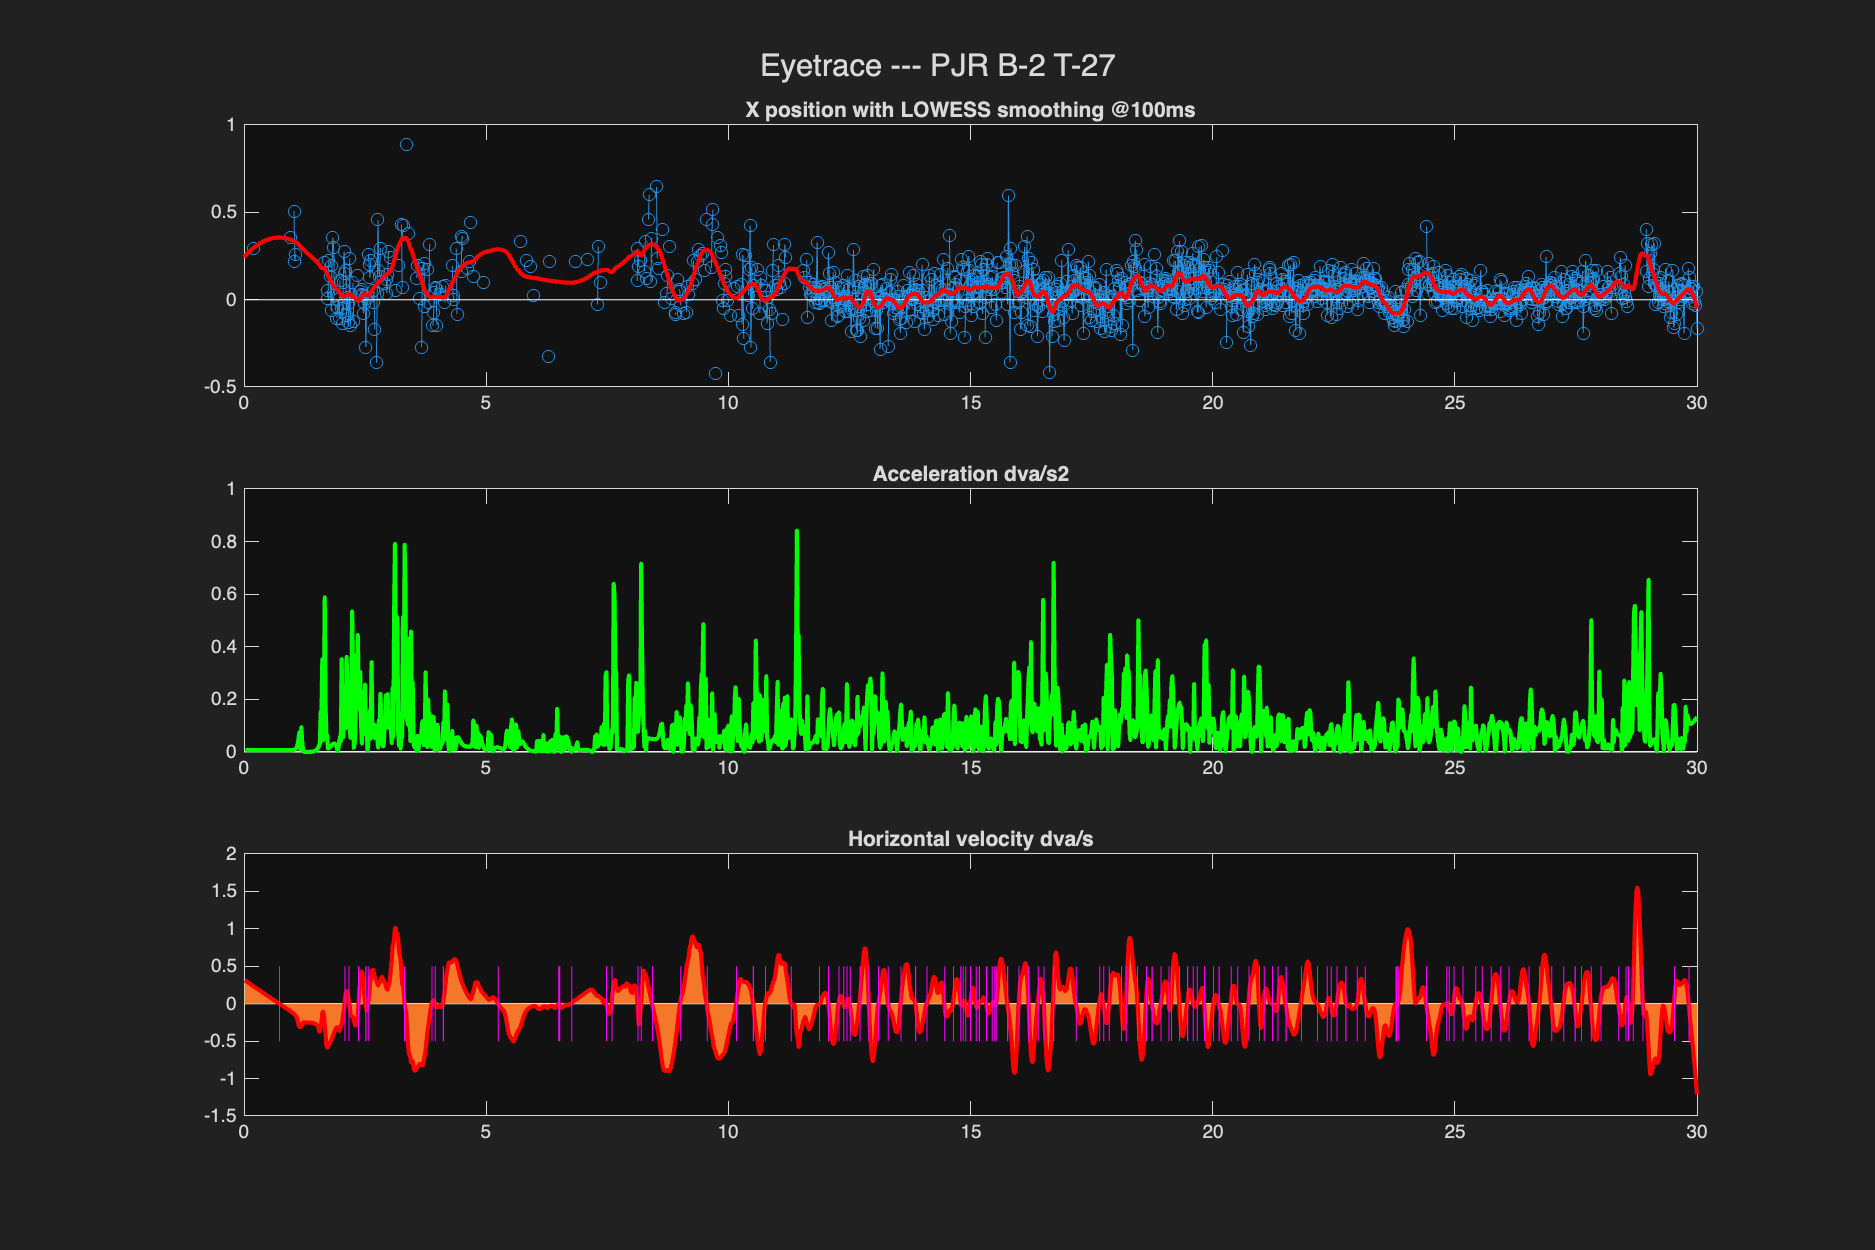 Eyetrace --- PJR B-2 T-27
X position with LOWESS smoothing @100ms
1
0.5
0
-0.5
0 5 10 15 20 25 30
Acceleration dva/s2
1
0.8
0.6
0.4
0.2
0
0 5 10 15 20 25 30
Horizontal velocity dva/s
2
1.5
1
0.5
0
-0.5
-1
-1.5
0 5 10 15 20 25 30